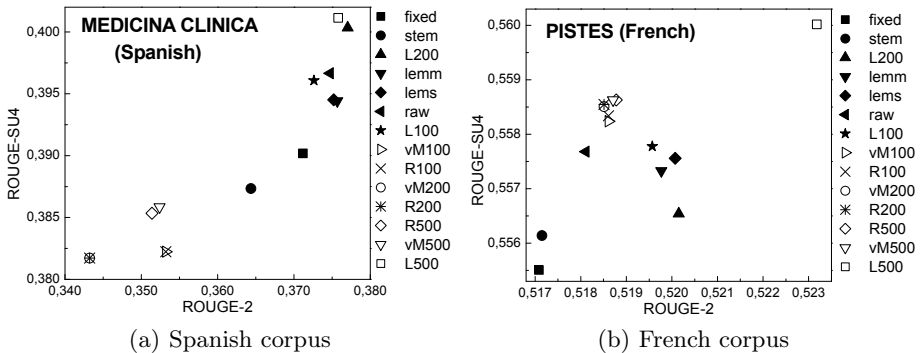 MEDICINA CLINICA
(Spanish)
ROUGE-SU4
0,400
0,395
0,390
0,385
0,380
0,340
0,350
0,360
0,370
0,380
ROUGE-2
fixed
stem
L200
lemm
lems
raw
L100
vM100
R100
vM200
R200
R500
vM500
L500
(a) Spanish corpus
PISTES (French)
ROUGE-SU4
0,560
0,559
0,558
0,557
0,556
0,517
0,518
0,519
0,520
0,521
0,522
0,523
ROUGE-2
fixed
stem
L200
lemm
lems
raw
L100
vM100
R100
vM200
R200
R500
vM500
L500
(b) French corpus